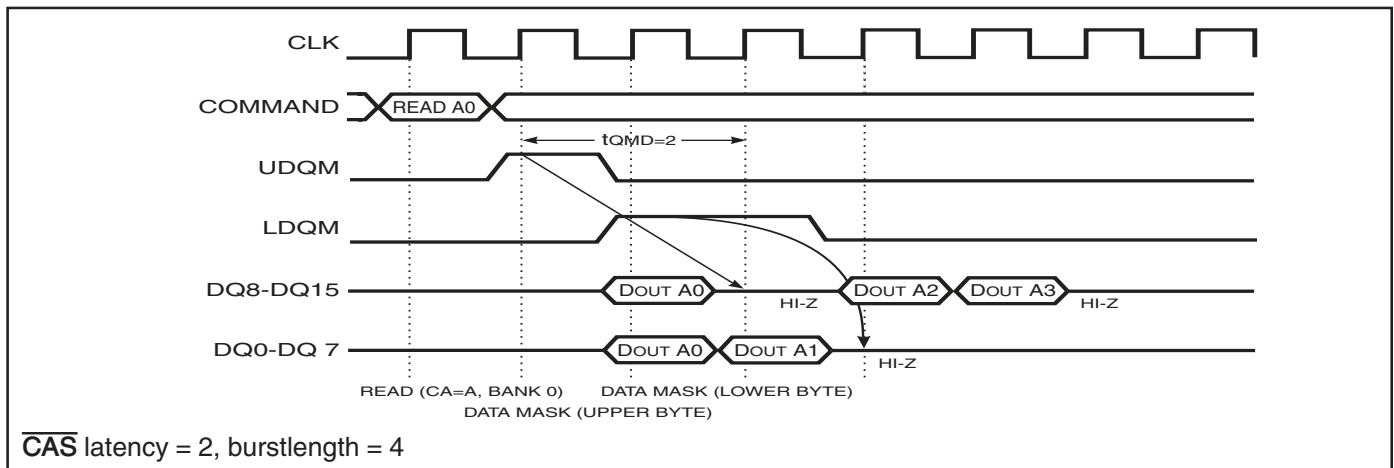 CLK
COMMAND READ A0
tQMD=2
UDQM
LDQM
DQ8-DQ15 DOUT A0 HI-Z DOUT A2 DOUT A3 HI-Z
DQ0-DQ 7 DOUT A0 DOUT A1 HI-Z
READ (CA=A, BANK 0) DATA MASK (LOWER BYTE)
DATA MASK (UPPER BYTE)
CAS latency = 2, burstlength = 4